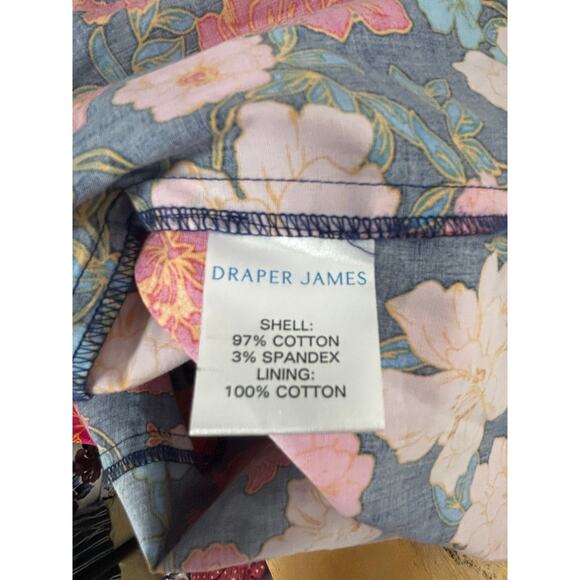 DRAPER JAMES
SHELL:
97% COTTON
3% SPANDEX
LINING:
100% COTTON